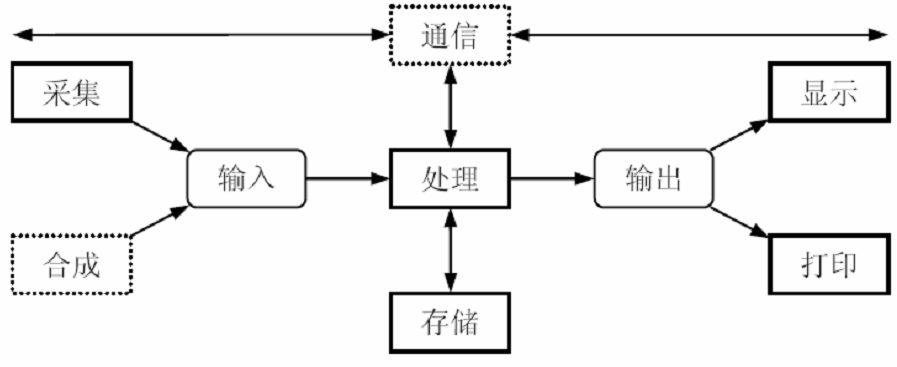 通信
采集
显示
输入
处理
输出
合成
打印
存储